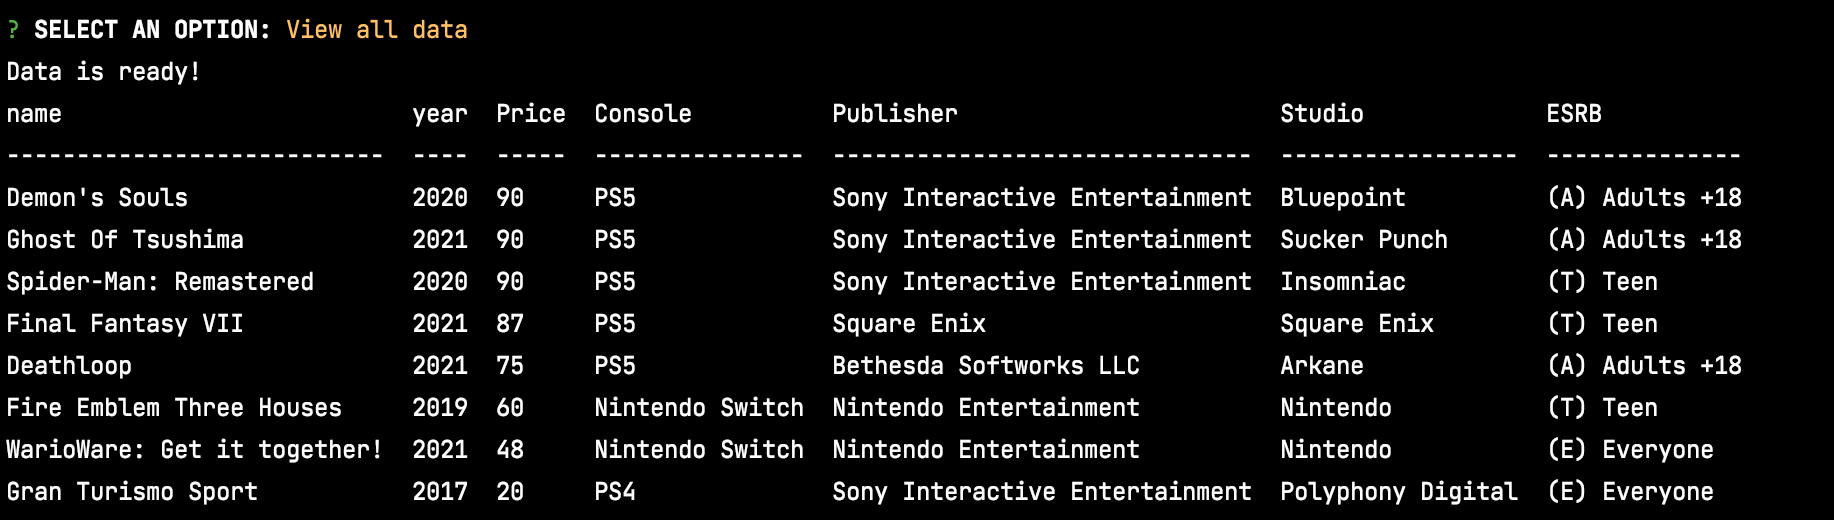 ? SELECT AN OPTION: View all data
Data is ready!
name                         year  Price  Console          Publisher                       Studio             ESRB
---------------------------  ----  -----  ---------------  ------------------------------  -----------------  --------------
Demon's Souls                2020  90     PS5              Sony Interactive Entertainment  Bluepoint          (A) Adults +18
Ghost Of Tsushima            2021  90     PS5              Sony Interactive Entertainment  Sucker Punch       (A) Adults +18
Spider-Man: Remastered       2020  90     PS5              Sony Interactive Entertainment  Insomniac          (T) Teen
Final Fantasy VII            2021  87     PS5              Square Enix                     Square Enix        (T) Teen
Deathloop                    2021  75     PS5              Bethesda Softworks LLC          Arkane             (A) Adults +18
Fire Emblem Three Houses     2019  60     Nintendo Switch  Nintendo Entertainment          Nintendo           (T) Teen
WarioWare: Get it together!  2021  48     Nintendo Switch  Nintendo Entertainment          Nintendo           (E) Everyone
Gran Turismo Sport           2017  20     PS4              Sony Interactive Entertainment  Polyphony Digital  (E) Everyone